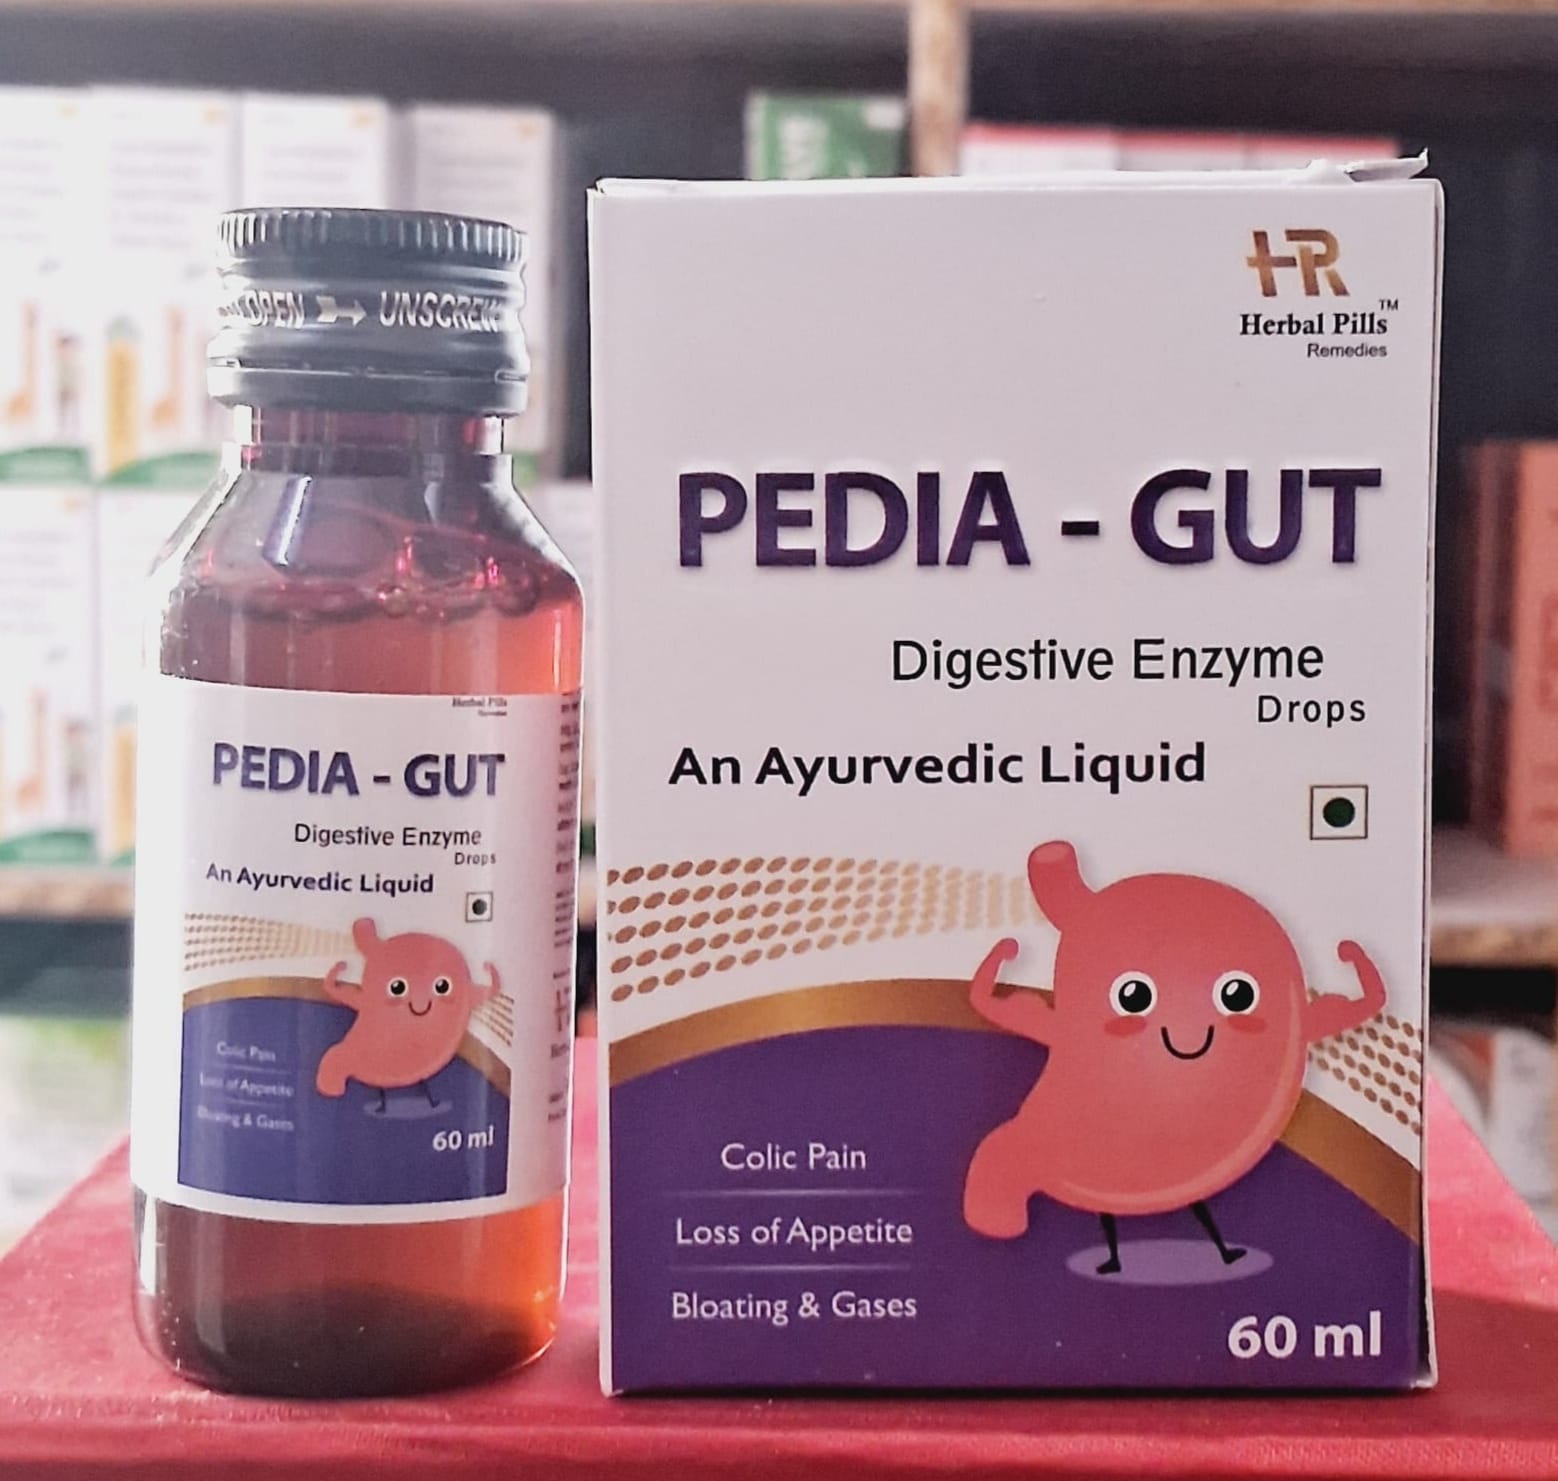 OPEN UNSCREW
Herbal Pills
Remedies
PEDIA - GUT
Digestive Enzyme
Drops
An Ayurvedic Liquid
Colic Pain
Loss of Appetite
Bloating & Gases
60 ml
HR
Herbal Pills™
Remedies
PEDIA - GUT
Digestive Enzyme
Drops
An Ayurvedic Liquid
Colic Pain
Loss of Appetite
Bloating & Gases
60 ml